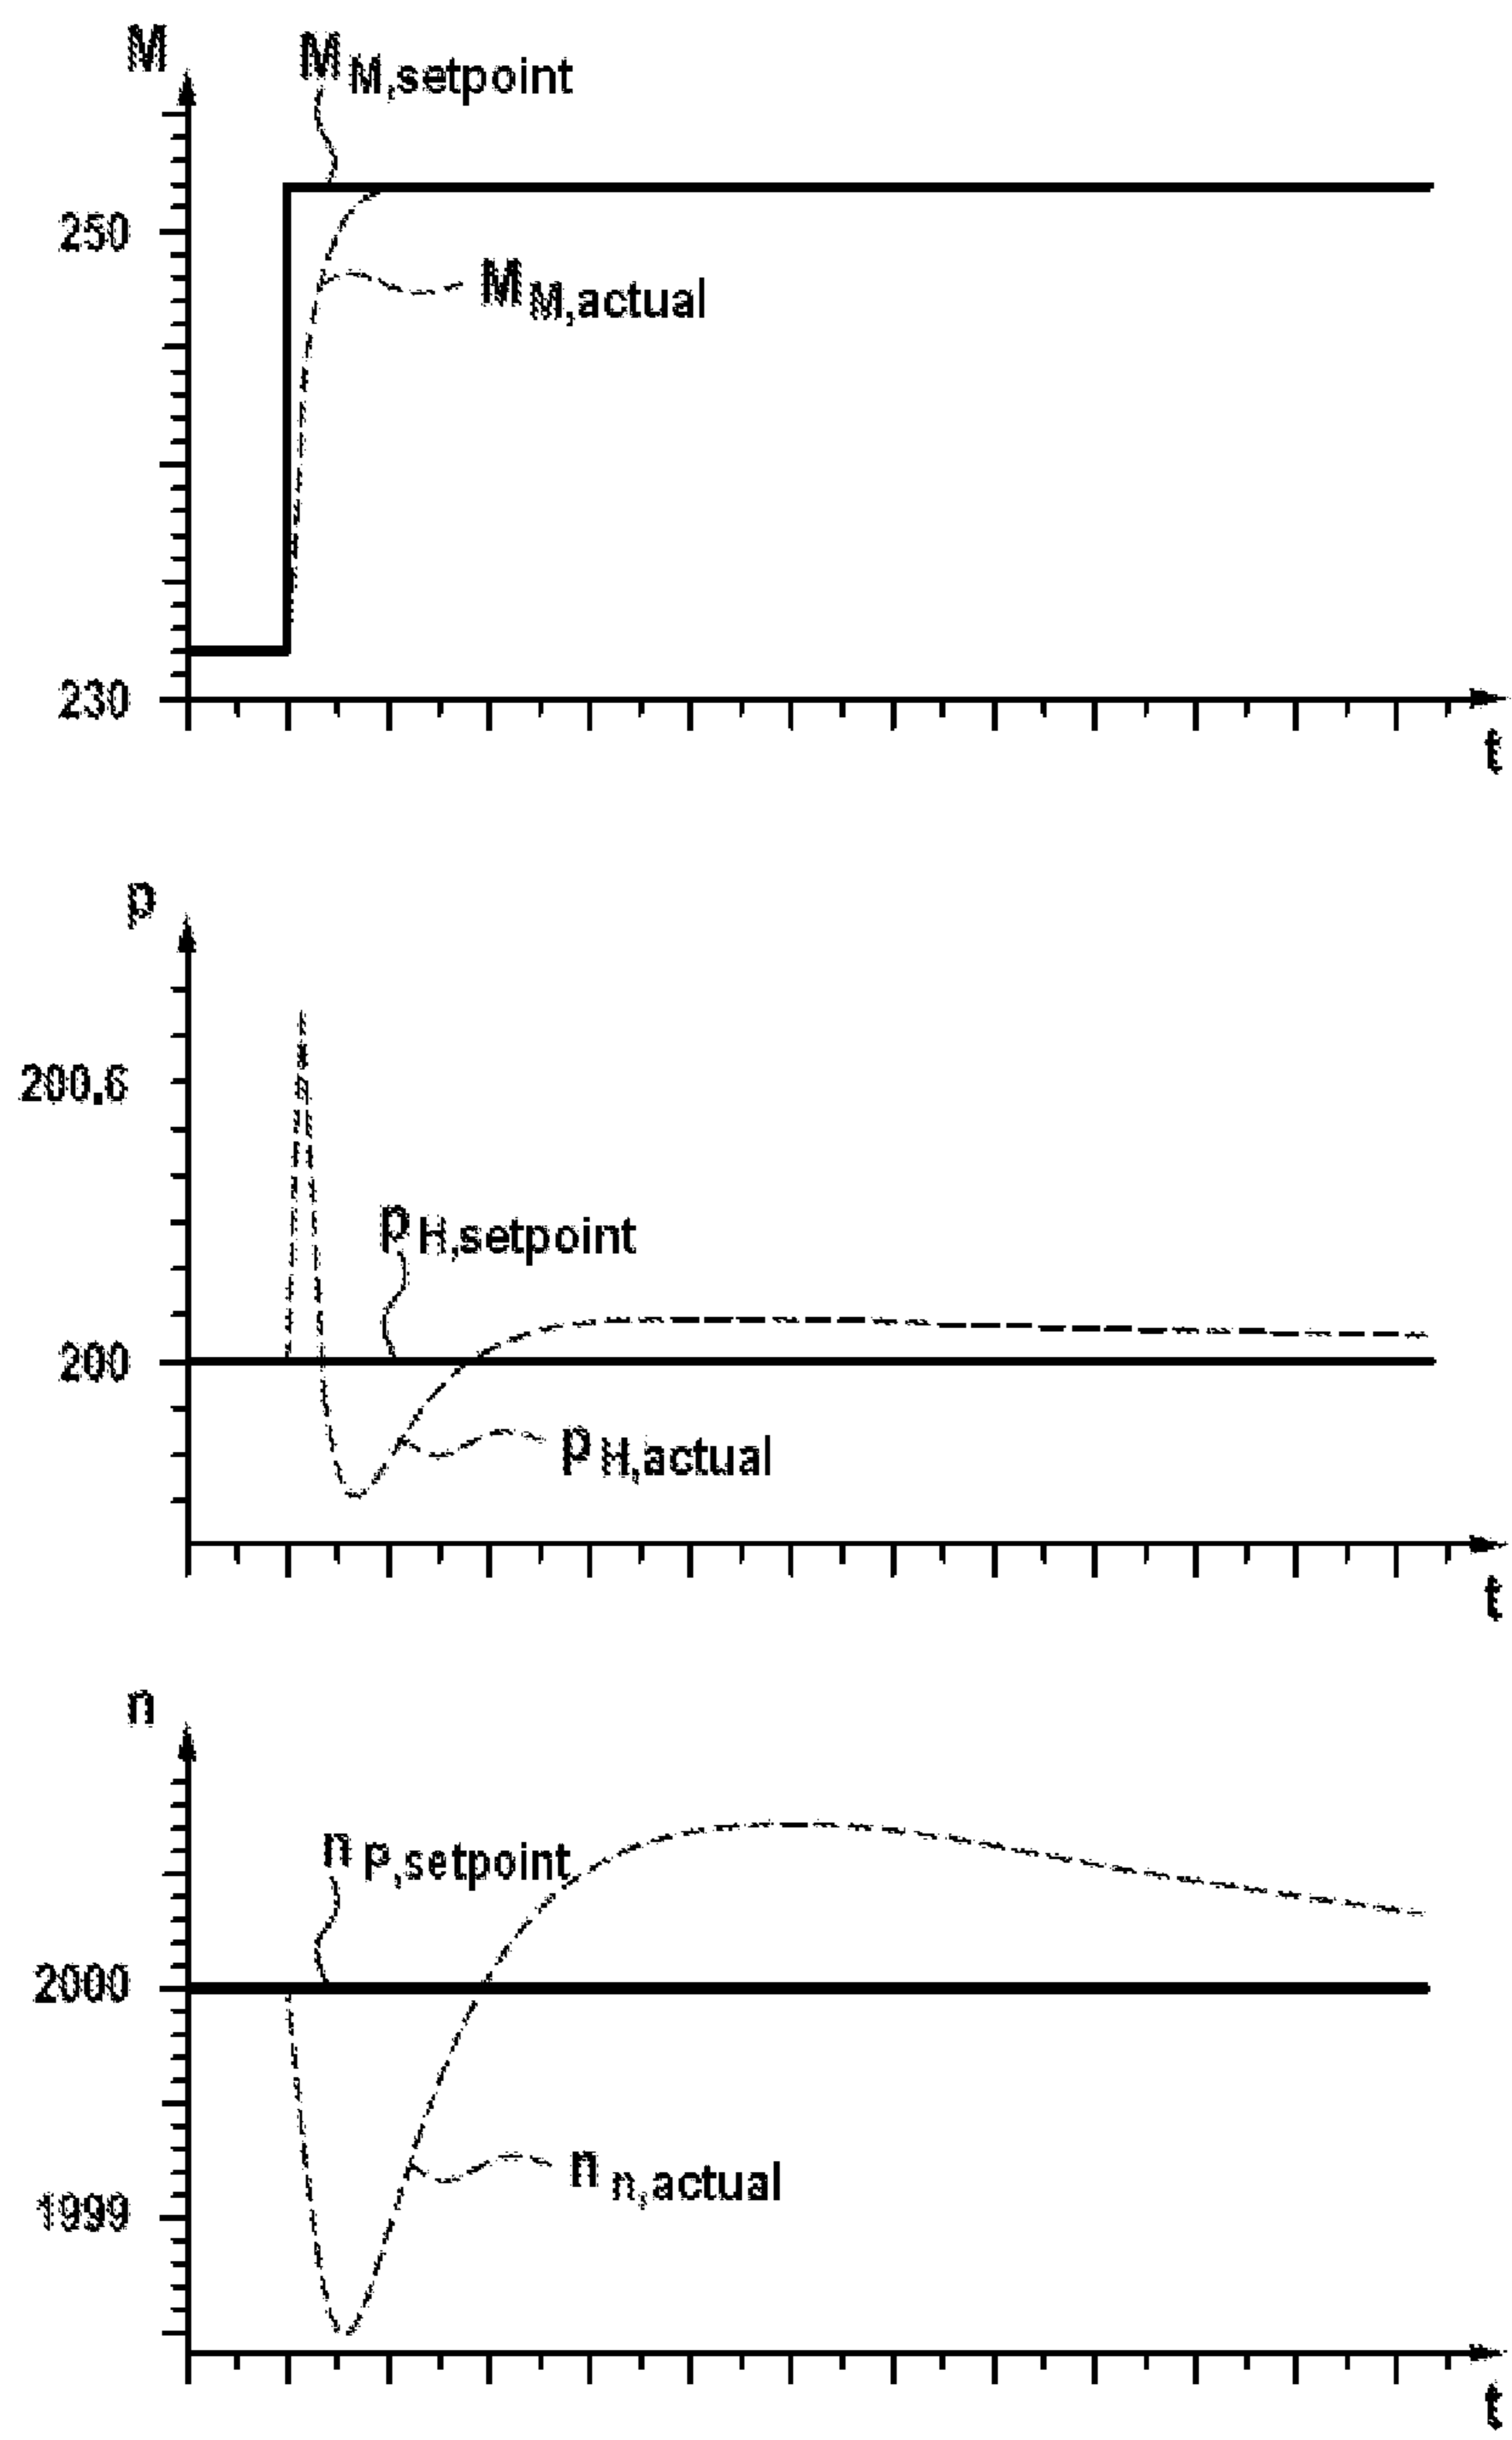 M
M M,setpoint
250
M M,actual
230
t
p
200.6
p H,setpoint
200
p H,actual
t
n
n P,setpoint
2000
n n,actual
1999
t